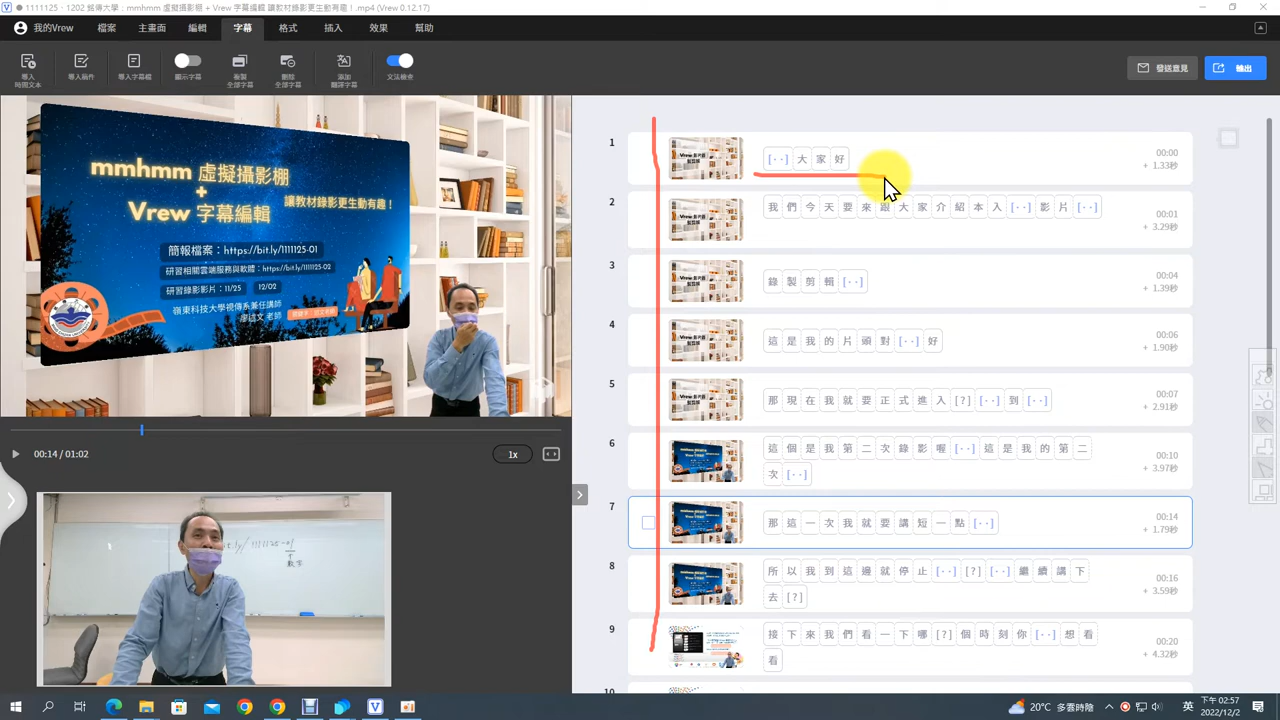 1111125 - 1202 銘傳大學：mmhmm 虛擬攝影棚 + Vrew 字幕編輯 讓教材錄影更生動有趣！.mp4 (Vrew 0.12.17)
我的Vrew 檔案 主畫面 編輯 字幕 格式 插入 效果 幫助
導入時間文本 導入稿件 導入字幕檔 顯示字幕 複製全部字幕 刪除全部字幕 添加翻譯字幕 文法檢查 發送意見 輸出
mmhmm 虛擬攝影棚
+
Vrew 字幕編輯
讓教材錄影更生動有趣！
簡報檔案：https://bit.ly/1111125-01
研習相關雲端服務與軟體：https://bit.ly/1111125-02
研習錄影影片：11/25 12/02
嶺東科技大學視傳系兼任講師
00:14 / 01:02
1x
1 [··] 大 家 好 00:00
+ 1.33秒
2 我 們 今 天 要 來 跟 大 家 介 紹 本 入 [··] 影 片 [··] 00:01
+ 3.29秒
3 錄 製 剪 輯 [··] 00:04
+ 1.39秒
4 這 是 我 的 片 頭 對 [··] 好 00:06
+ 1.90秒
5 那 現 在 我 就 要 正 式 進 入 [?] [··] 到 [··] 00:07
+ 2.91秒
6 這 個 是 我 第 二 次 錄 影 喔 [··] 這 是 我 的 第 二 00:10
次 [··] + 3.97秒
7 那 這 一 次 我 就 要 講 短 一 點 [··] 00:14
+ 1.79秒
8 所 以 我 到 這 邊 就 停 止 [··] [?] [··] 繼 續 講 下 00:16
去 [?] + 3.59秒
9 接 下 來 我 們 看 一 下 哪 [?] 你 [··] 想 看 00:20
看 + 4.32秒
10
20°C 多雲時陰 英 下午 02:57
2022/12/2